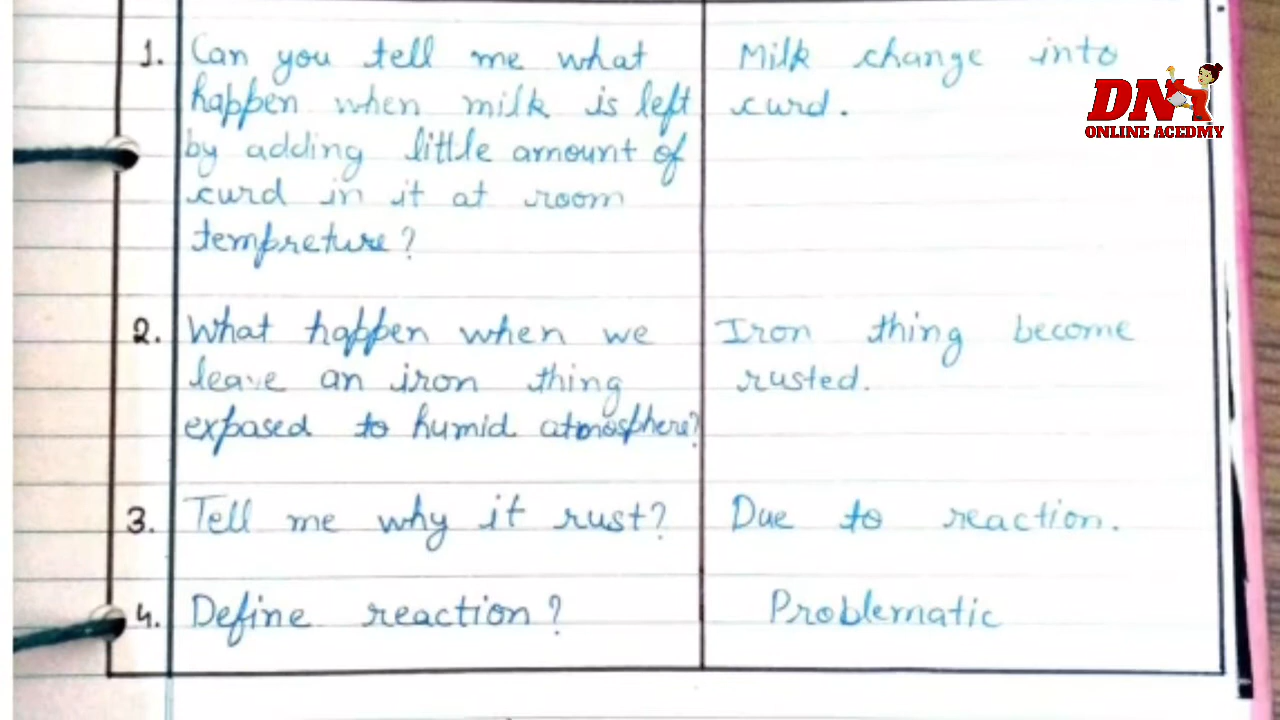 1. Can you tell me what
happen when milk is left
by adding little amount of
curd in it at room
tempreture?
Milk change into
curd.
2. What happen when we
leave an iron thing
expased to humid atmosphere?
Iron thing become
rusted.
3. Tell me why it rust?
Due to reaction.
4. Define reaction?
Problematic
DN
ONLINE ACEDMY